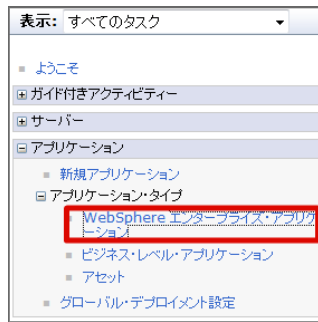 表示: すべてのタスク
ようこそ
ガイド付きアクティビティー
サーバー
アプリケーション
新規アプリケーション
アプリケーション・タイプ
WebSphere エンタープライズ・アプリケ
ーション
ビジネス・レベル・アプリケーション
アセット
グローバル・デプロイメント設定